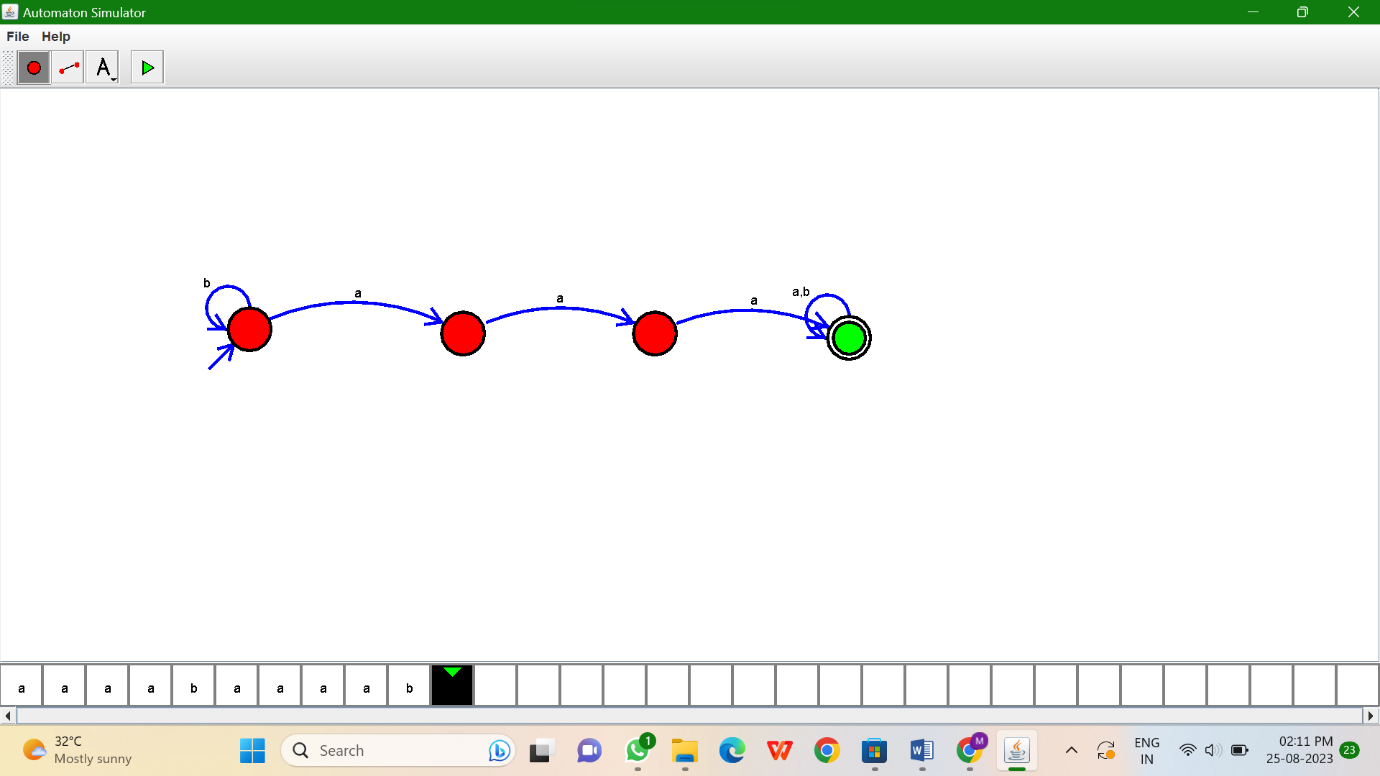 Automaton Simulator
File Help
A
b
a
a
a
a,b
a a a a b a a a a b
32°C
Mostly sunny
Search
1
W
W
M
ENG
IN
02:11 PM
25-08-2023
23